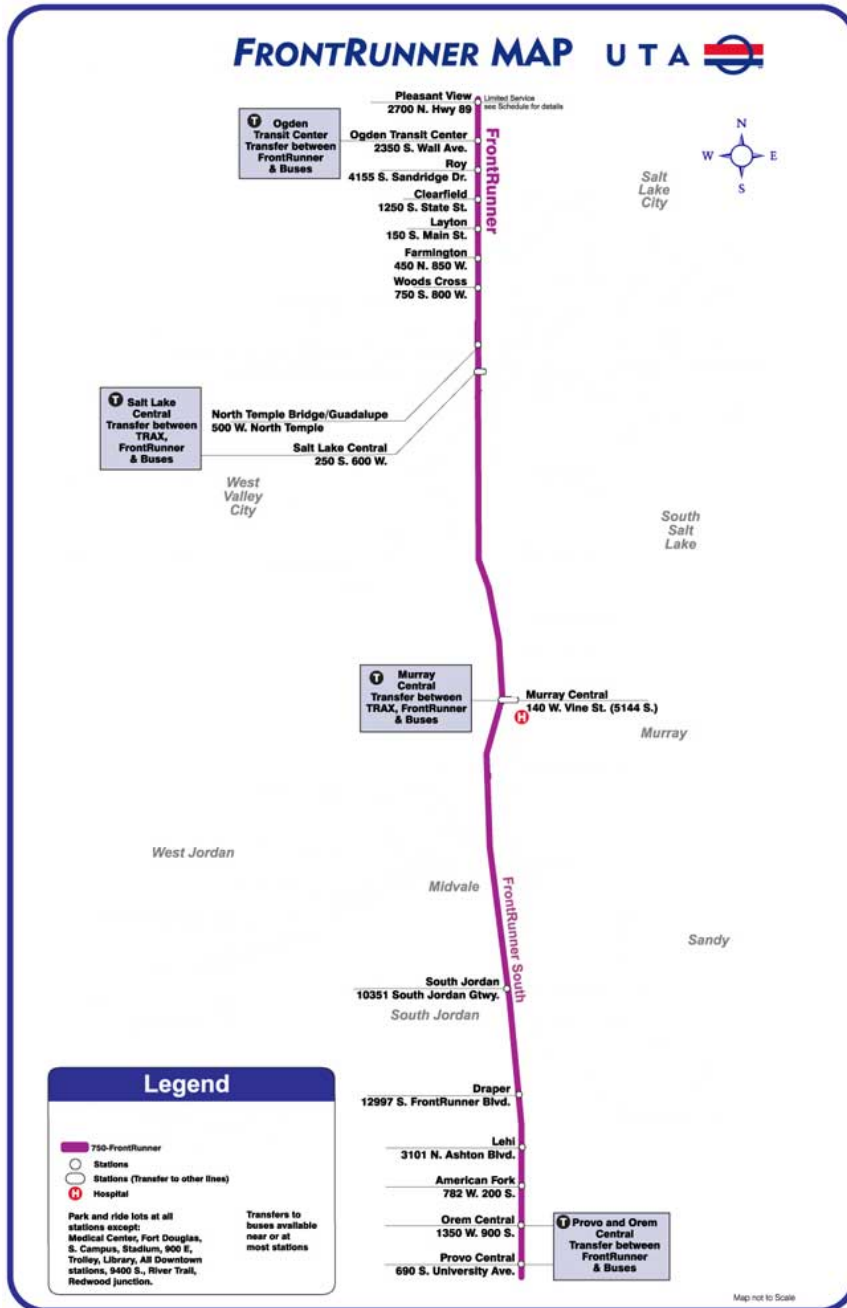 FRONTRUNNER MAP UTA
Pleasant View
2700 N. Hwy 89
Limited Service
see Schedule for details
T Ogden
Transit Center
Transfer between
FrontRunner
& Buses
Ogden Transit Center
2350 S. Wall Ave.
Roy
4155 S. Sandridge Dr.
Clearfield
1250 S. State St.
Layton
150 S. Main St.
Farmington
450 N. 850 W.
Woods Cross
750 S. 800 W.
FrontRunner
N
W E
S
Salt
Lake
City
T Salt Lake
Central
Transfer between
TRAX,
FrontRunner
& Buses
North Temple Bridge/Guadalupe
500 W. North Temple
Salt Lake Central
250 S. 600 W.
West
Valley
City
South
Salt
Lake
T Murray
Central
Transfer between
TRAX, FrontRunner
& Buses
Murray Central
140 W. Vine St. (5144 S.)
H
Murray
West Jordan
Midvale
FrontRunner South
Sandy
South Jordan
10351 South Jordan Gtwy.
South Jordan
Draper
12997 S. FrontRunner Blvd.
Lehi
3101 N. Ashton Blvd.
American Fork
782 W. 200 S.
Orem Central
1350 W. 900 S.
Provo Central
690 S. University Ave.
T Provo and Orem
Central
Transfer between
FrontRunner
& Buses
Legend
750-FrontRunner
Stations
Stations (Transfer to other lines)
H Hospital
Park and ride lots at all
stations except:
Medical Center, Fort Douglas,
S. Campus, Stadium, 900 E,
Trolley, Library, All Downtown
stations, 9400 S., River Trail,
Redwood junction.
Transfers to
buses available
near or at
most stations
Map not to Scale